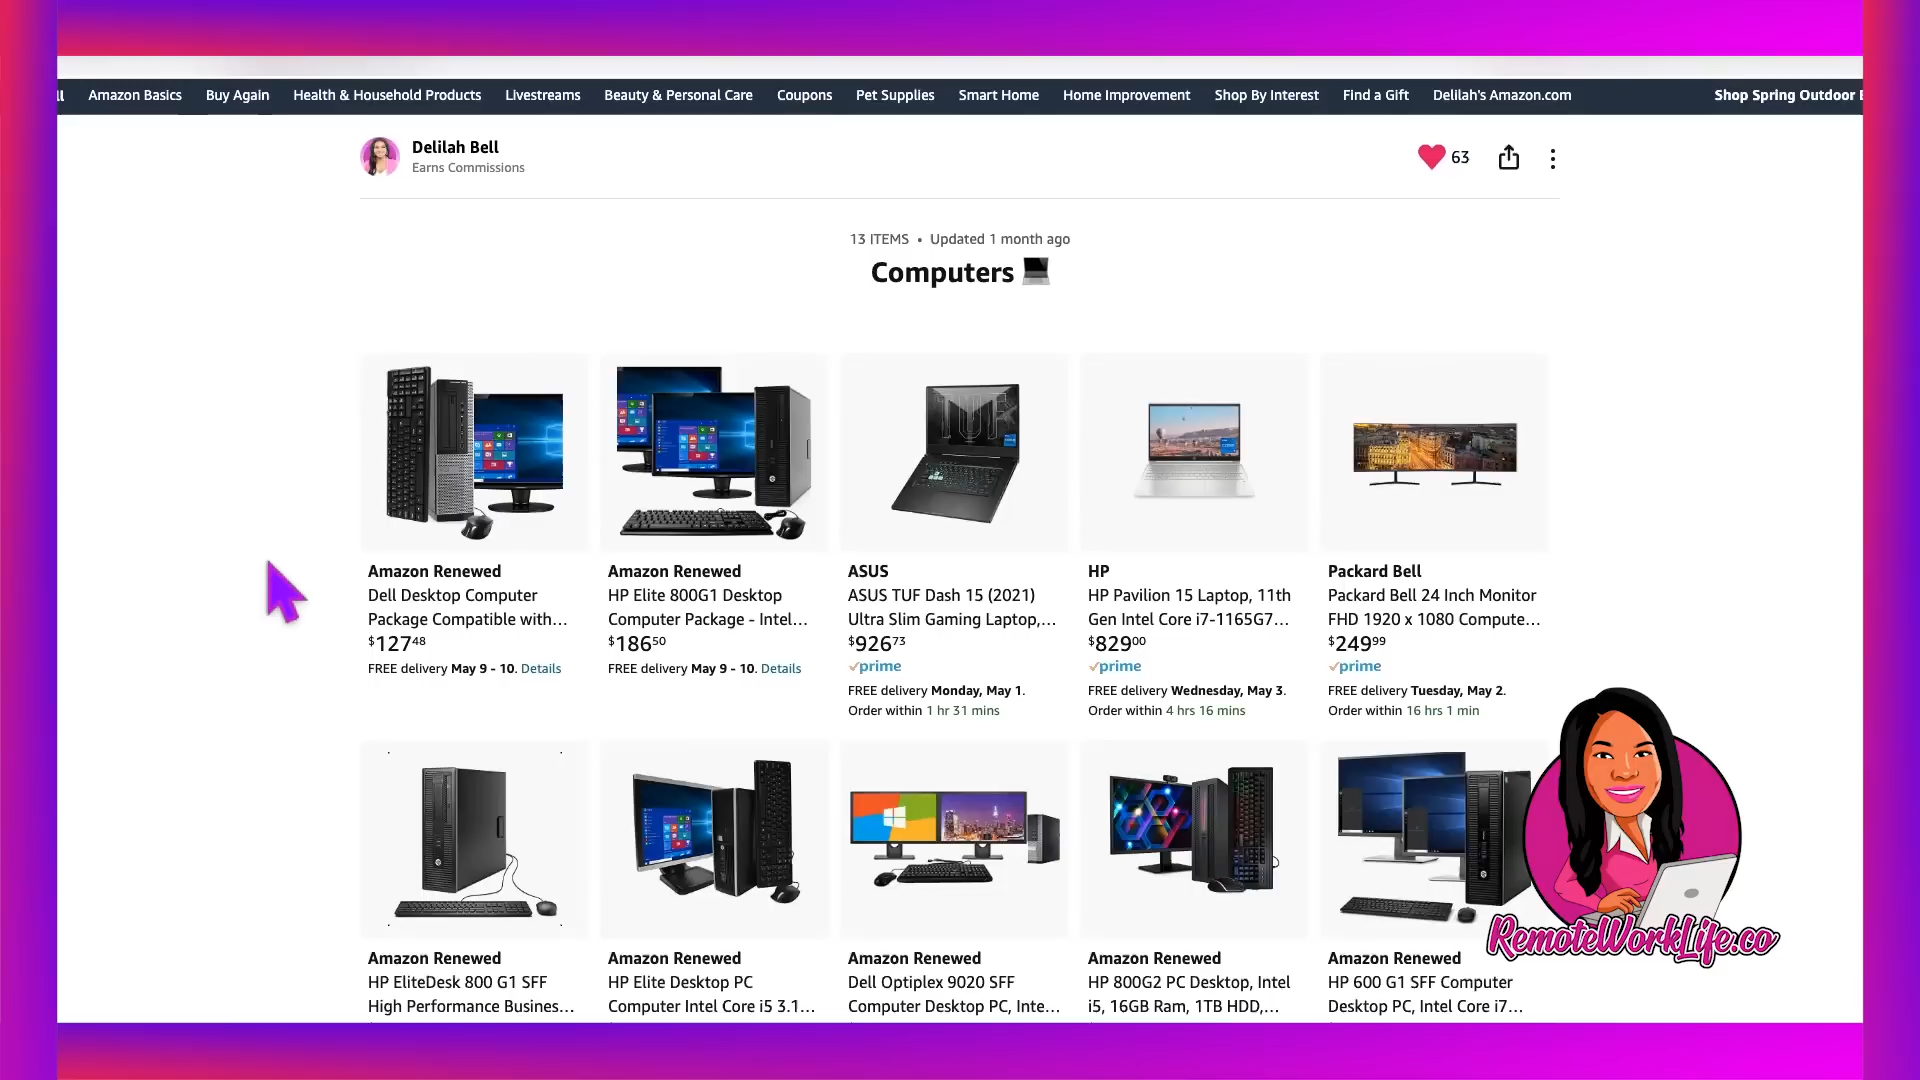 ll Amazon Basics Buy Again Health & Household Products Livestreams Beauty & Personal Care Coupons Pet Supplies Smart Home Home Improvement Shop By Interest Find a Gift Delilah's Amazon.com Shop Spring Outdoor E
Delilah Bell
Earns Commissions
63
13 ITEMS • Updated 1 month ago
Computers
Amazon Renewed
Dell Desktop Computer
Package Compatible with...
$127 48
FREE delivery May 9 - 10. Details
Amazon Renewed
HP Elite 800G1 Desktop
Computer Package - Intel...
$186 50
FREE delivery May 9 - 10. Details
TUF
ASUS
ASUS TUF Dash 15 (2021)
Ultra Slim Gaming Laptop,...
$926 73
prime
FREE delivery Monday, May 1.
Order within 1 hr 31 mins
HP
HP Pavilion 15 Laptop, 11th
Gen Intel Core i7-1165G7...
$829 00
prime
FREE delivery Wednesday, May 3.
Order within 4 hrs 16 mins
Packard Bell
Packard Bell 24 Inch Monitor
FHD 1920 x 1080 Compute...
$249 99
prime
FREE delivery Tuesday, May 2.
Order within 16 hrs 1 min
Amazon Renewed
HP EliteDesk 800 G1 SFF
High Performance Busines...
Amazon Renewed
HP Elite Desktop PC
Computer Intel Core i5 3.1...
Amazon Renewed
Dell Optiplex 9020 SFF
Computer Desktop PC, Inte...
Amazon Renewed
HP 800G2 PC Desktop, Intel
i5, 16GB Ram, 1TB HDD,...
Amazon Renewed
HP 600 G1 SFF Computer
Desktop PC, Intel Core i7...
RemoteWorkLife.co